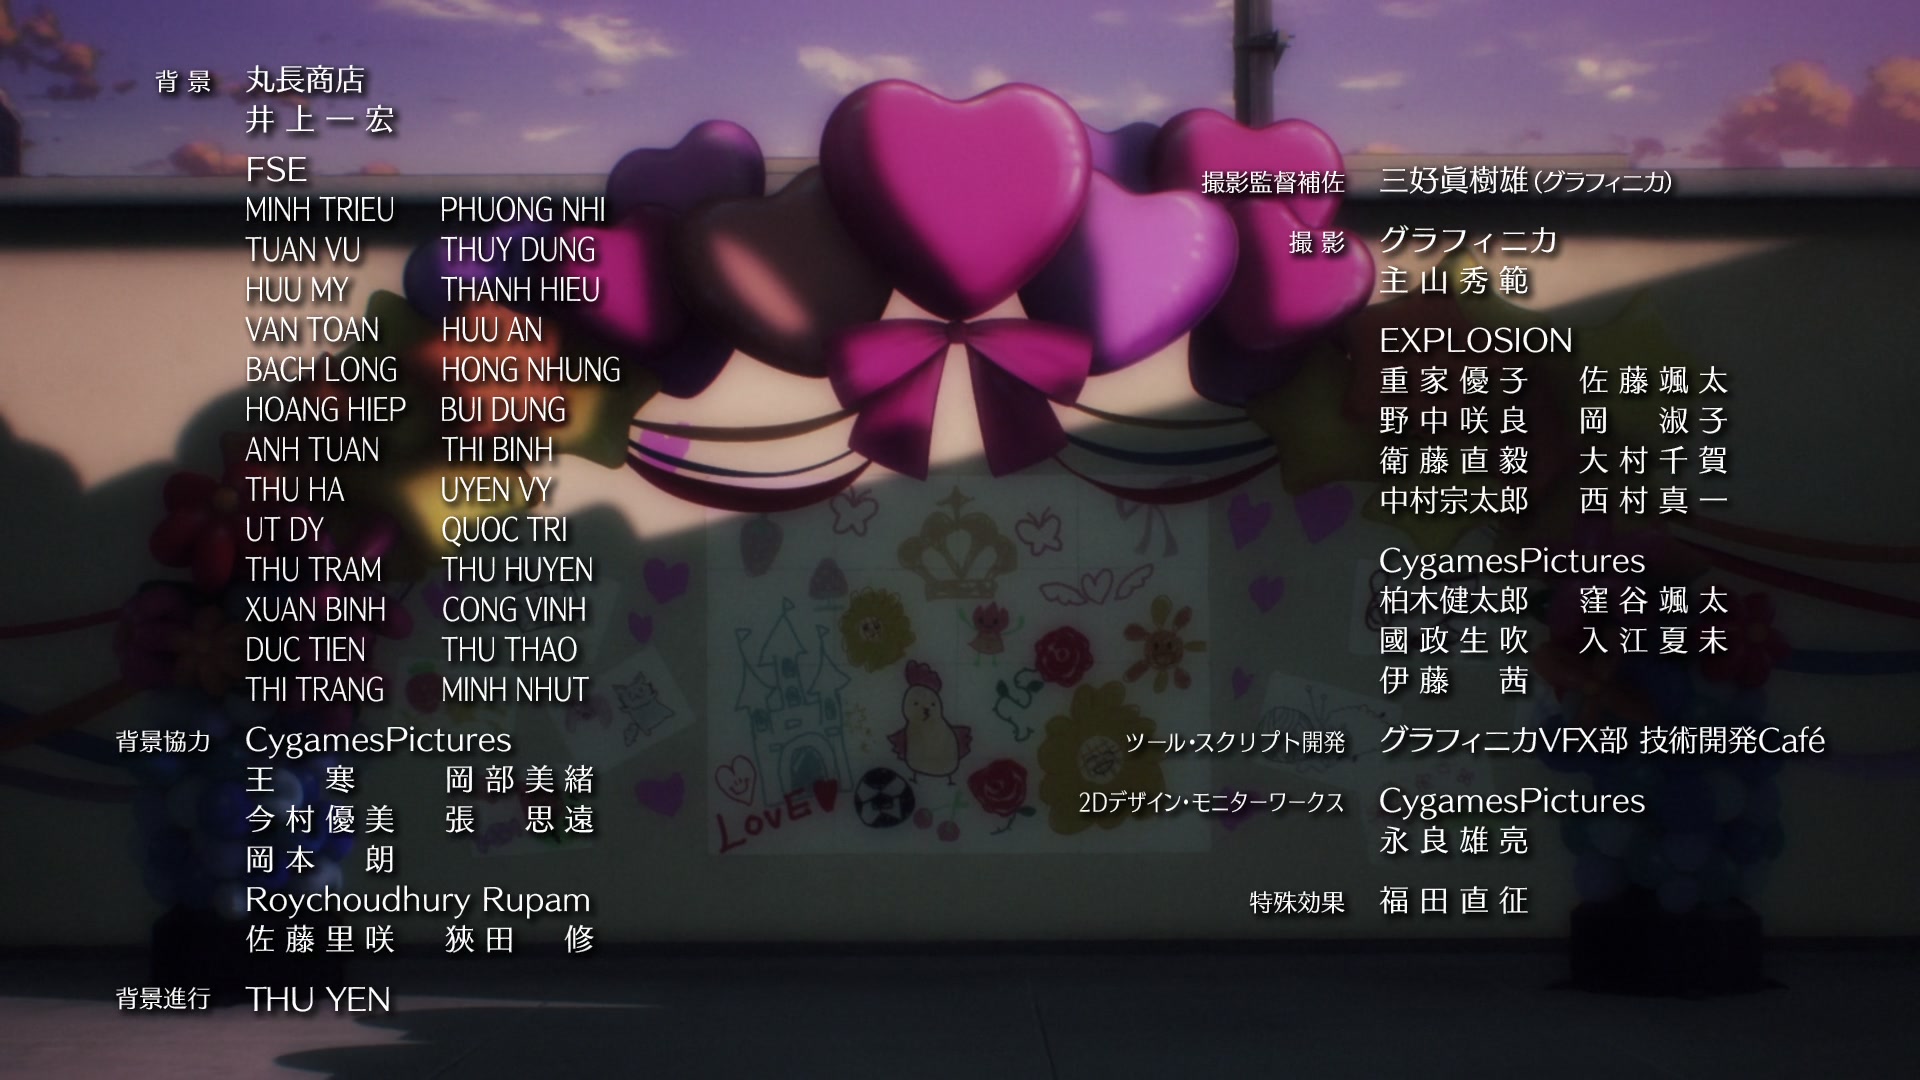 背景 丸長商店
井上一宏
FSE
MINH TRIEU PHUONG NHI
TUAN VU THUY DUNG
HUU MY THANH HIEU
VAN TOAN HUU AN
BACH LONG HONG NHUNG
HOANG HIEP BUI DUNG
ANH TUAN THI BINH
THU HA UYEN VY
UT DY QUOC TRI
THU TRAM THU HUYEN
XUAN BINH CONG VINH
DUC TIEN THU THAO
THI TRANG MINH NHUT
背景協力 CygamesPictures
王寒 岡部美緒
今村優美 張思遠
岡本朗
Roychoudhury Rupam
佐藤里咲 狹田修
背景進行 THU YEN
撮影監督補佐 三好眞樹雄(グラフィニカ)
撮影 グラフィニカ
主山秀範
EXPLOSION
重家優子 佐藤颯太
野中咲良 岡淑子
衛藤直毅 大村千賀
中村宗太郎 西村真一
CygamesPictures
柏木健太郎 窪谷颯太
國政生吹 入江夏未
伊藤茜
ツール・スクリプト開発 グラフィニカVFX部 技術開発Café
2Dデザイン・モニターワークス CygamesPictures
永良雄亮
特殊効果 福田直征
LOVE